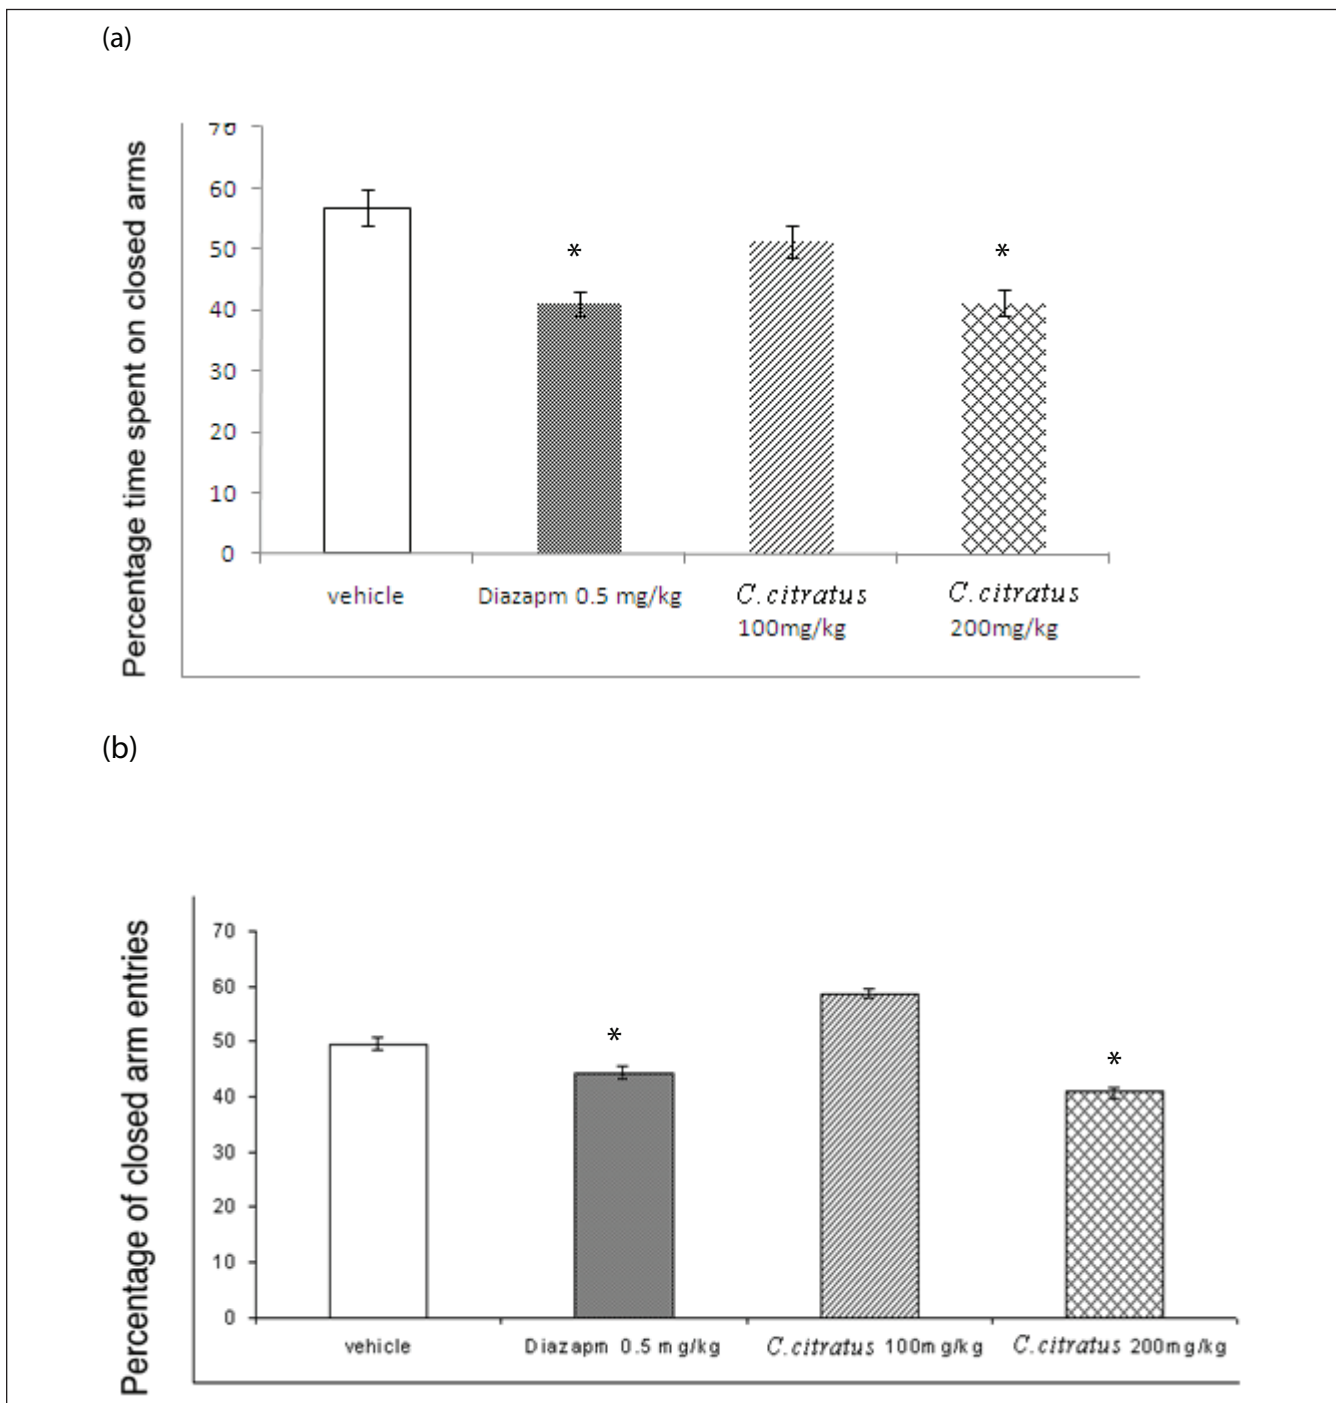 (a)
Percentage time spent on closed arms
70
60
50
40
30
20
10
0
*
*
vehicle
Diazapm 0.5 mg/kg
C.citratus
100mg/kg
C.citratus
200mg/kg
(b)
Percentage of closed arm entries
70
60
50
40
30
20
10
0
*
*
vehicle
Diazapm 0.5 mg/kg
C.citratus 100mg/kg
C.citratus 200mg/kg